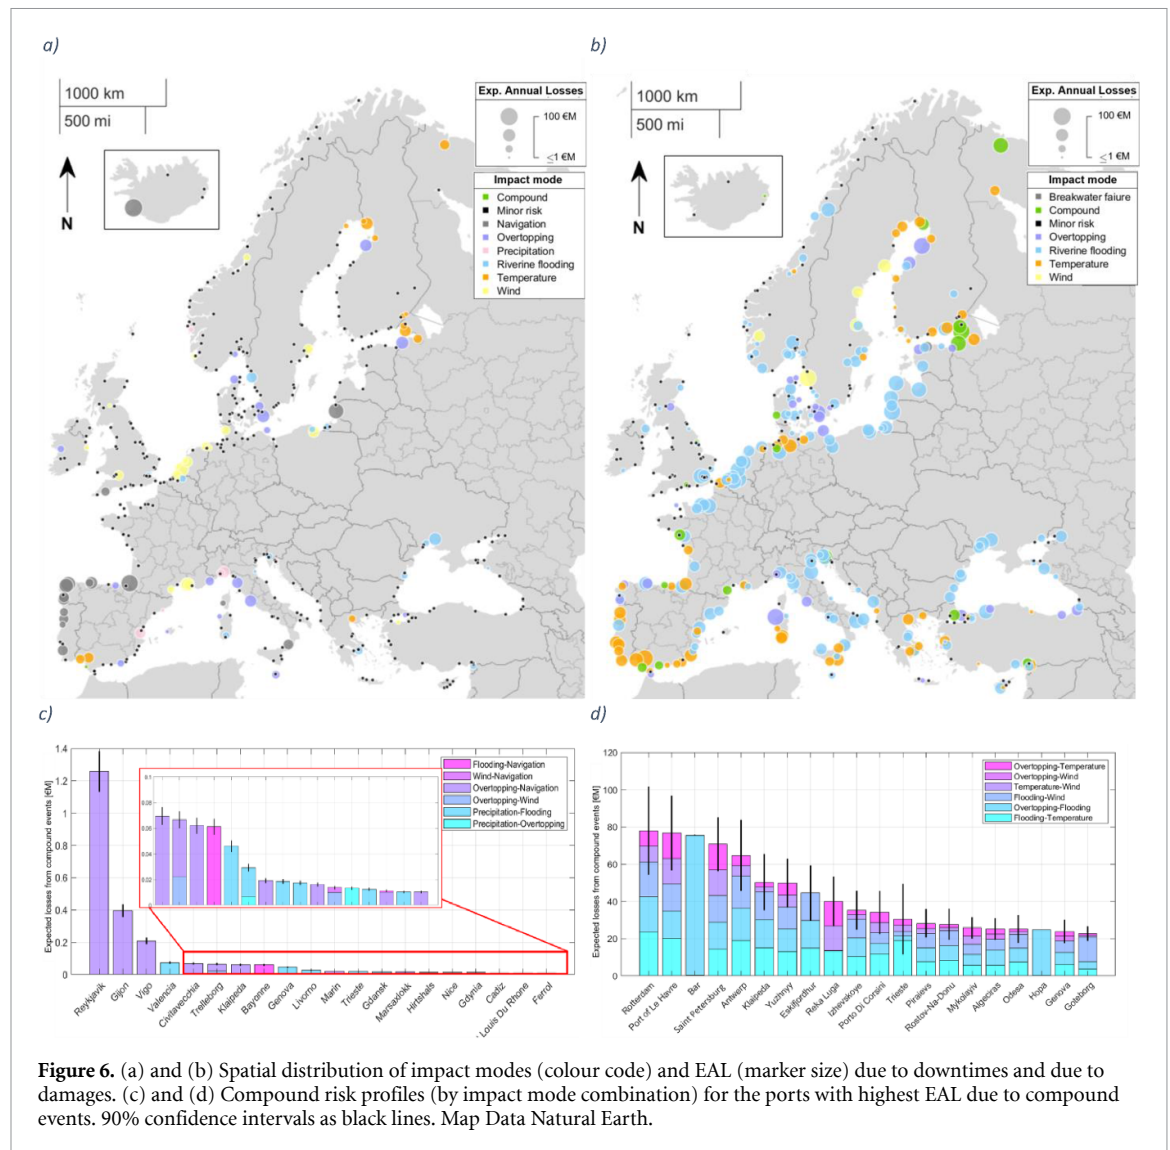 a)
1000 km
500 mi
N
Exp. Annual Losses
100 €M
≤1 €M
Impact mode
Compound
Minor risk
Navigation
Overtopping
Precipitation
Riverine flooding
Temperature
Wind
b)
1000 km
500 mi
N
Exp. Annual Losses
100 €M
≤1 €M
Impact mode
Breakwater faiure
Compound
Minor risk
Overtopping
Riverine flooding
Temperature
Wind
c)
Expected losses from compound events [€M]
1.4
1.2
1
0.8
0.6
0.4
0.2
0
0.1
0.08
0.06
0.04
0.02
0
Flooding-Navigation
Wind-Navigation
Overtopping-Navigation
Overtopping-Wind
Precipitation-Flooding
Precipitation-Overtopping
Reykjavik
Gijon
Vigo
Valencia
Civitavecchia
Trelleborg
Klaipeda
Bayonne
Genova
Livorno
Marin
Trieste
Gdansk
Marsaxlokk
Hirtshals
Nice
Gdynia
Cadiz
Louis Du Rhone
Ferrol
d)
Expected losses from compound events [€M]
120
100
80
60
40
20
0
Overtopping-Temperature
Overtopping-Wind
Temperature-Wind
Flooding-Wind
Overtopping-Flooding
Flooding-Temperature
Rotterdam
Port of Le Havre
Bar
Saint Petersburg
Antwerp
Klaipeda
Yuzhnyy
Eskifjordhur
Reka Luga
Izhevskoye
Porto Di Corsini
Trieste
Piraievs
Rostov-Na-Donu
Mykolayiv
Algeciras
Odesa
Hopa
Genova
Goteborg
Figure 6. (a) and (b) Spatial distribution of impact modes (colour code) and EAL (marker size) due to downtimes and due to
damages. (c) and (d) Compound risk profiles (by impact mode combination) for the ports with highest EAL due to compound
events. 90% confidence intervals as black lines. Map Data Natural Earth.